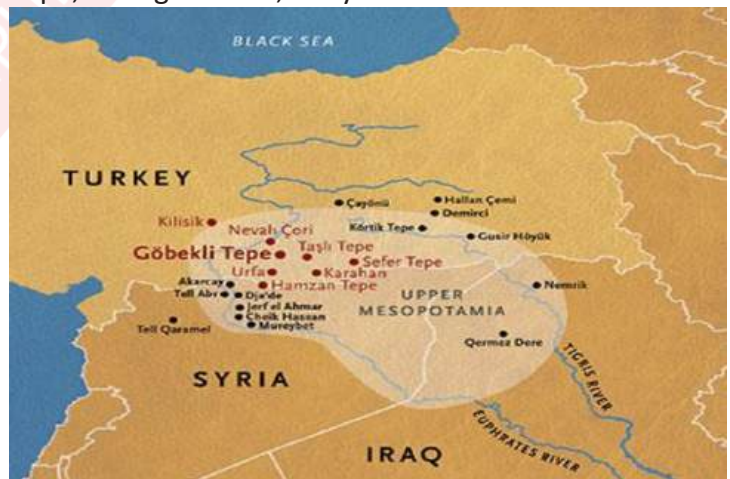 BLACK SEA
TURKEY
Çayönü
Hallan Çemi
Demirci
Kilisik
Nevalı Çori
Körtik Tepe
Gusir Höyük
Göbekli Tepe
Taşlı Tepe
Sefer Tepe
Urfa
Karahan
Akarcay
Hamzan Tepe
Nemrik
Tell Abr
Dja'de
UPPER
MESOPOTAMIA
Jerf el Ahmar
Cheik Hassan
Mureybet
Tell Qaramel
Qermez Dere
TIGRIS RIVER
SYRIA
EUPHRATES RIVER
IRAQ